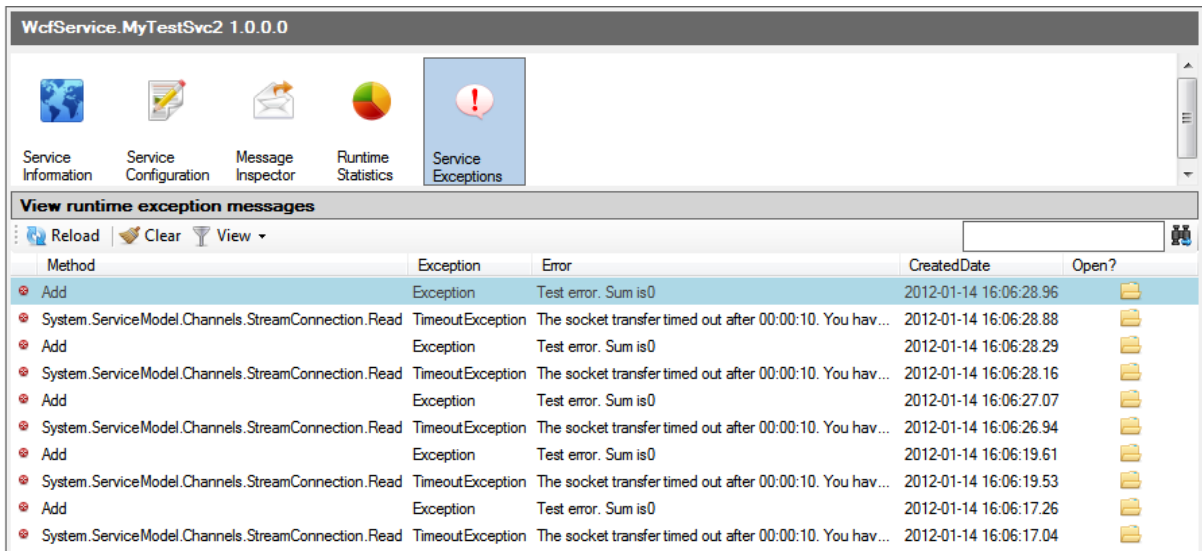 WcfService.MyTestSvc2 1.0.0.0
Service Information
Service Configuration
Message Inspector
Runtime Statistics
Service Exceptions
View runtime exception messages
Reload Clear View
Method Exception Error CreatedDate Open?
Add Exception Test error. Sum is0 2012-01-14 16:06:28.96
System.ServiceModel.Channels.StreamConnection.Read TimeoutException The socket transfer timed out after 00:00:10. You hav... 2012-01-14 16:06:28.88
Add Exception Test error. Sum is0 2012-01-14 16:06:28.29
System.ServiceModel.Channels.StreamConnection.Read TimeoutException The socket transfer timed out after 00:00:10. You hav... 2012-01-14 16:06:28.16
Add Exception Test error. Sum is0 2012-01-14 16:06:27.07
System.ServiceModel.Channels.StreamConnection.Read TimeoutException The socket transfer timed out after 00:00:10. You hav... 2012-01-14 16:06:26.94
Add Exception Test error. Sum is0 2012-01-14 16:06:19.61
System.ServiceModel.Channels.StreamConnection.Read TimeoutException The socket transfer timed out after 00:00:10. You hav... 2012-01-14 16:06:19.53
Add Exception Test error. Sum is0 2012-01-14 16:06:17.26
System.ServiceModel.Channels.StreamConnection.Read TimeoutException The socket transfer timed out after 00:00:10. You hav... 2012-01-14 16:06:17.04